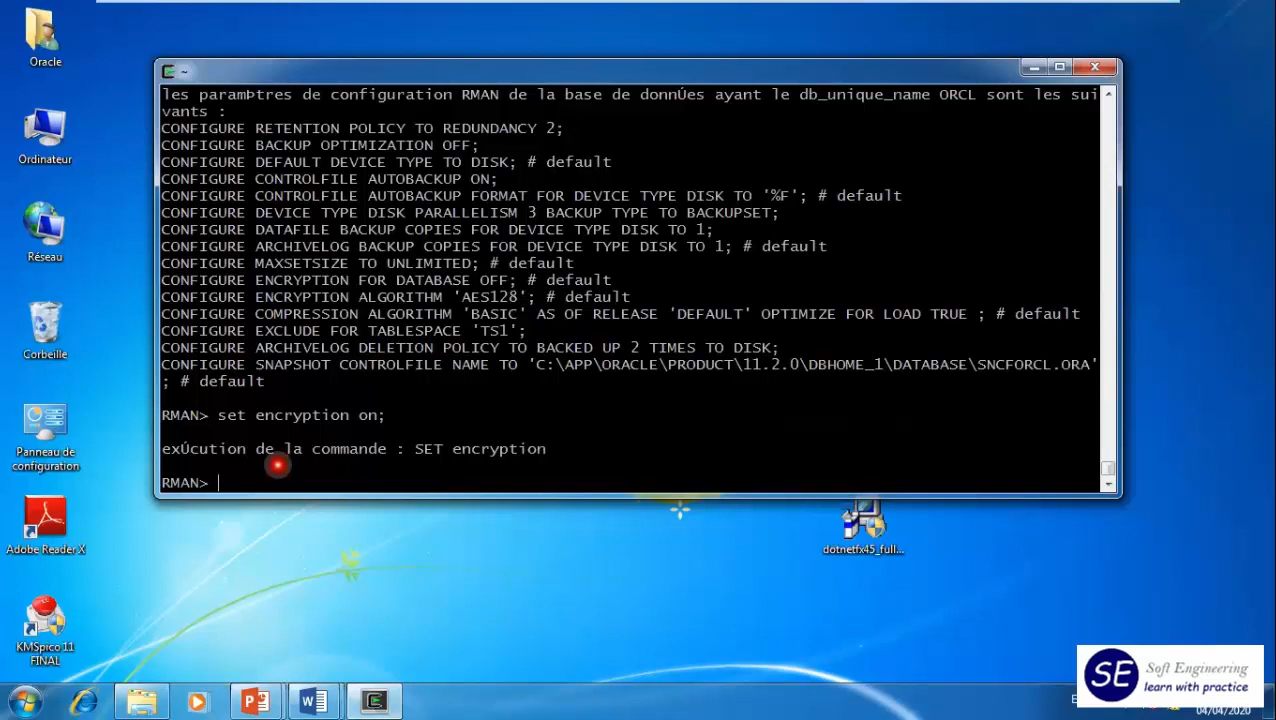 Oracle
Ordinateur
Réseau
Corbeille
Panneau de
configuration
Adobe Reader X
KMSpico 11
FINAL
~
les paramÞtres de configuration RMAN de la base de donnÚes ayant le db_unique_name ORCL sont les sui
vants :
CONFIGURE RETENTION POLICY TO REDUNDANCY 2;
CONFIGURE BACKUP OPTIMIZATION OFF;
CONFIGURE DEFAULT DEVICE TYPE TO DISK; # default
CONFIGURE CONTROLFILE AUTOBACKUP ON;
CONFIGURE CONTROLFILE AUTOBACKUP FORMAT FOR DEVICE TYPE DISK TO '%F'; # default
CONFIGURE DEVICE TYPE DISK PARALLELISM 3 BACKUP TYPE TO BACKUPSET;
CONFIGURE DATAFILE BACKUP COPIES FOR DEVICE TYPE DISK TO 1;
CONFIGURE ARCHIVELOG BACKUP COPIES FOR DEVICE TYPE DISK TO 1; # default
CONFIGURE MAXSETSIZE TO UNLIMITED; # default
CONFIGURE ENCRYPTION FOR DATABASE OFF; # default
CONFIGURE ENCRYPTION ALGORITHM 'AES128'; # default
CONFIGURE COMPRESSION ALGORITHM 'BASIC' AS OF RELEASE 'DEFAULT' OPTIMIZE FOR LOAD TRUE ; # default
CONFIGURE EXCLUDE FOR TABLESPACE 'TS1';
CONFIGURE ARCHIVELOG DELETION POLICY TO BACKED UP 2 TIMES TO DISK;
CONFIGURE SNAPSHOT CONTROLFILE NAME TO 'C:\APP\ORACLE\PRODUCT\11.2.0\DBHOME_1\DATABASE\SNCFORCL.ORA'
; # default
RMAN> set encryption on;
exÚcution de la commande : SET encryption
RMAN>
dotnetfx45_full...
SE
Soft Engineering
learn with practice
04/04/2020